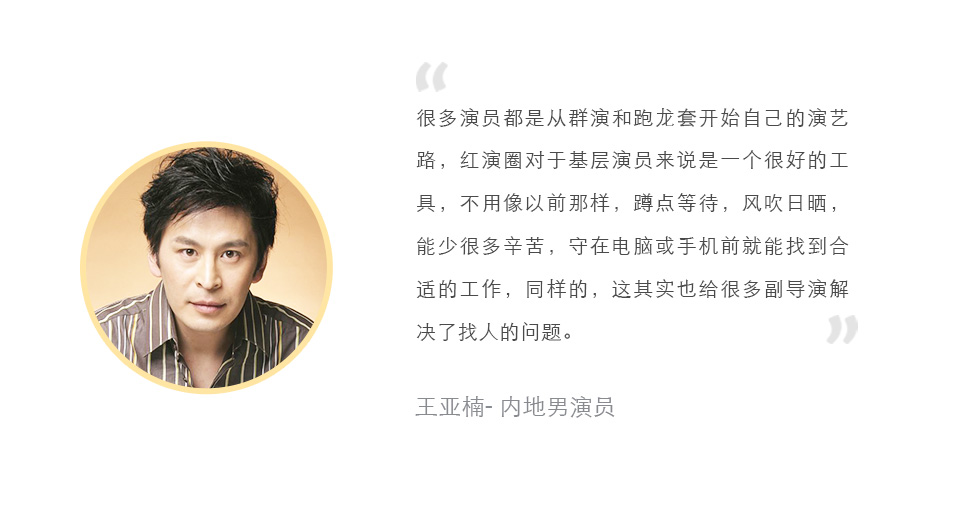 很多演员都是从群演和跑龙套开始自己的演艺
路，红演圈对于基层演员来说是一个很好的工
具，不用像以前那样，蹲点等待，风吹日晒，
能少很多辛苦，守在电脑或手机前就能找到合
适的工作，同样的，这其实也给很多副导演解
决了找人的问题。
王亚楠- 内地男演员